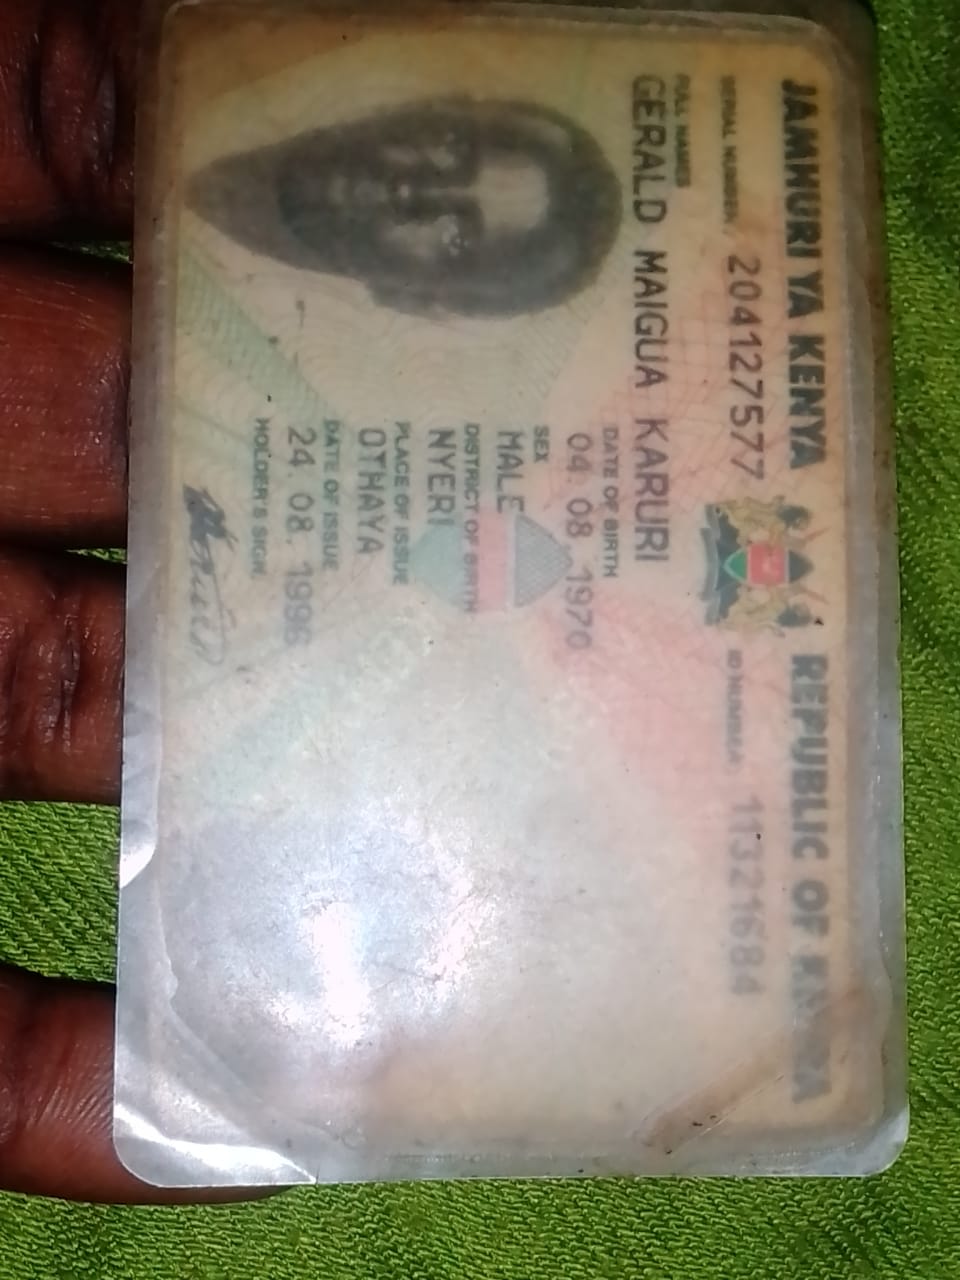 JAMHURI YA KENYA REPUBLIC OF KENYA
SERIAL NUMBER: 204127577 ID NUMBER: 11321684
FULL NAMES
GERALD MAIGUA KARURI
DATE OF BIRTH
04. 08. 1970
SEX
MALE
DISTRICT OF BIRTH
NYERI
PLACE OF ISSUE
OTHAYA
DATE OF ISSUE
24. 08. 1996
HOLDER'S SIGN.